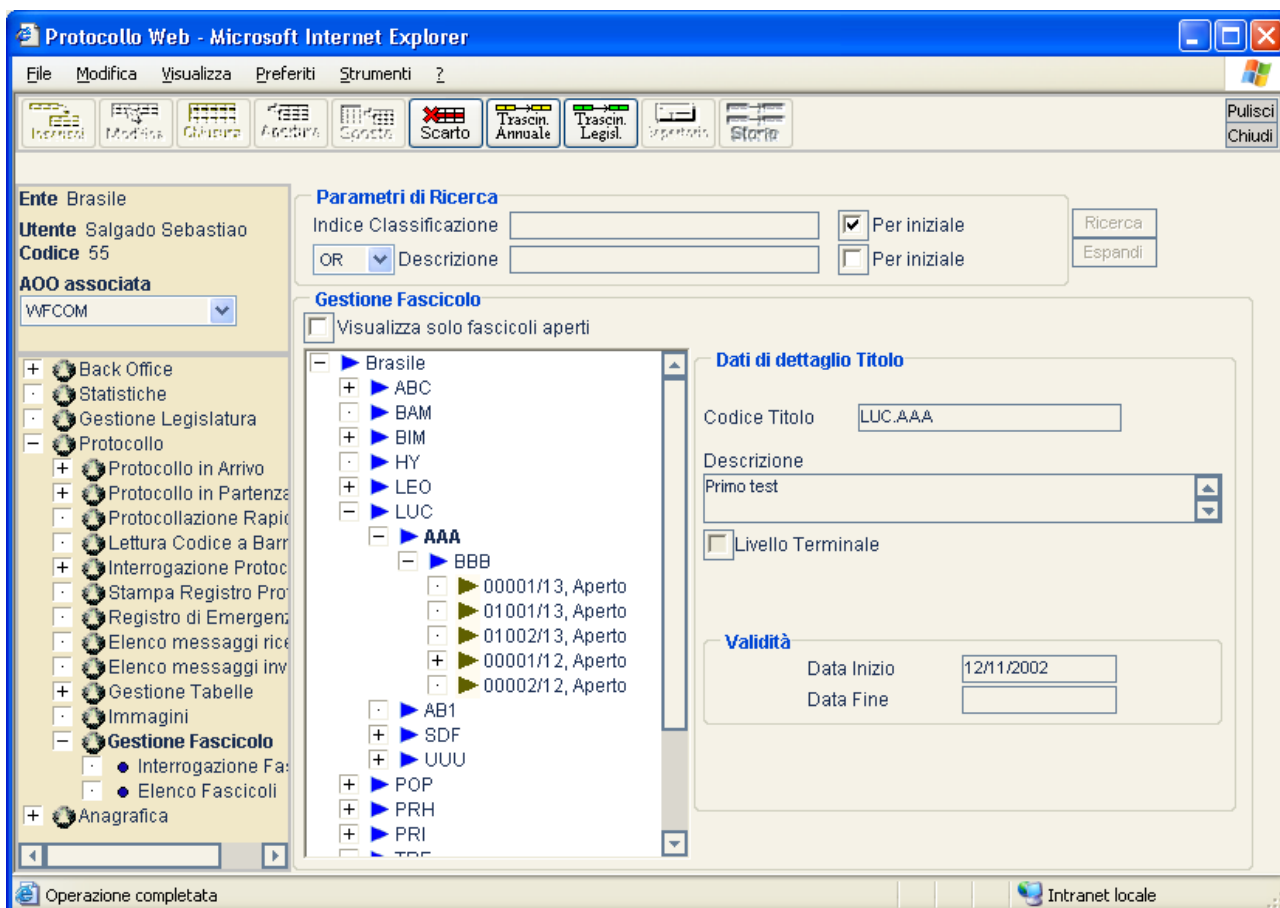 Protocollo Web - Microsoft Internet Explorer
File Modifica Visualizza Preferiti Strumenti ?
Inserisci Modifica Chiusura Apertura Sposta Scarto Trascin. Annuale Trascin. Legisl. Repertorio Storia
Pulisci
Chiudi
Ente Brasile
Utente Salgado Sebastiao
Codice 55
AOO associata
WFCOM
Back Office
Statistiche
Gestione Legislatura
Protocollo
Protocollo in Arrivo
Protocollo in Partenza
Protocollazione Rapid
Lettura Codice a Barr
Interrogazione Protoc
Stampa Registro Pro
Registro di Emergenz
Elenco messaggi rice
Elenco messaggi inv
Gestione Tabelle
Immagini
Gestione Fascicolo
Interrogazione Fas
Elenco Fascicoli
Anagrafica
Parametri di Ricerca
Indice Classificazione Per iniziale Ricerca
OR Descrizione Per iniziale Espandi
Gestione Fascicolo
Visualizza solo fascicoli aperti
Brasile
ABC
BAM
BIM
HY
LEO
LUC
AAA
BBB
00001/13, Aperto
01001/13, Aperto
01002/13, Aperto
00001/12, Aperto
00002/12, Aperto
AB1
SDF
UUU
POP
PRH
PRI
Dati di dettaglio Titolo
Codice Titolo LUC.AAA
Descrizione
Primo test
Livello Terminale
Validità
Data Inizio 12/11/2002
Data Fine
Operazione completata
Intranet locale